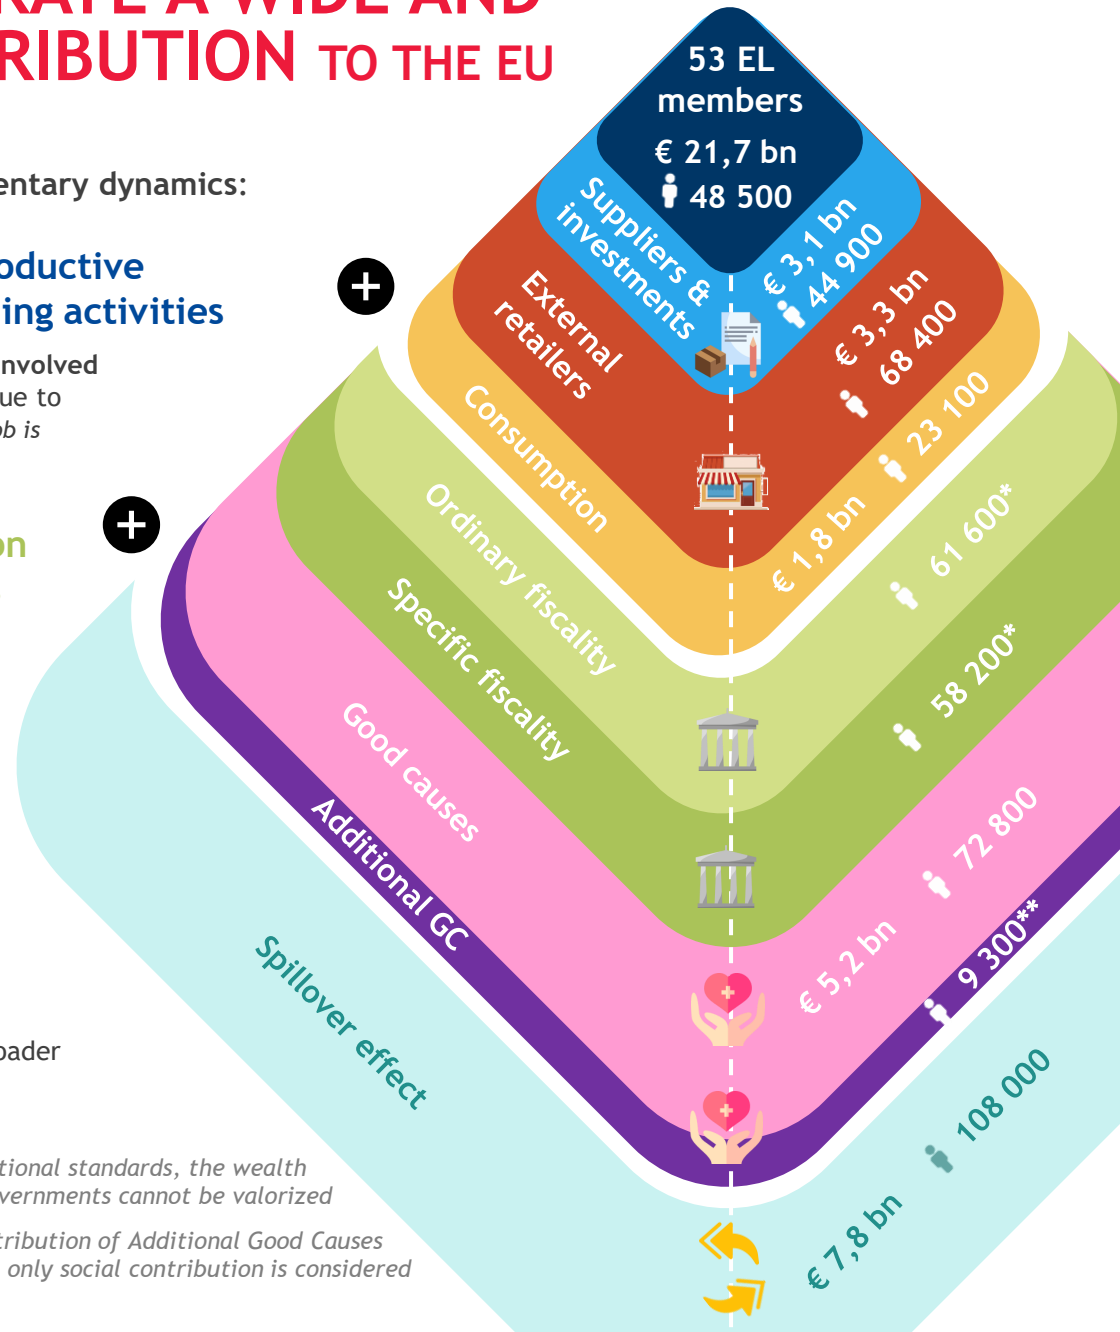 RATE A WIDE AND
RIBUTION TO THE EU
entary dynamics:
oductive
ing activities
nvolved
ue to
ob is
on
oader
tional standards, the wealth
vernments cannot be valorized
tribution of Additional Good Causes
only social contribution is considered
53 EL
members
€ 21,7 bn
48 500
Suppliers &
investments
€ 3,1 bn
44 900
External
retailers
€ 3,3 bn
68 400
Consumption
€ 1,8 bn
23 100
Ordinary fiscality
61 600*
Specific fiscality
58 200*
Good causes
€ 5,2 bn
72 800
Additional GC
9 300**
Spillover effect
€ 7,8 bn
108 000